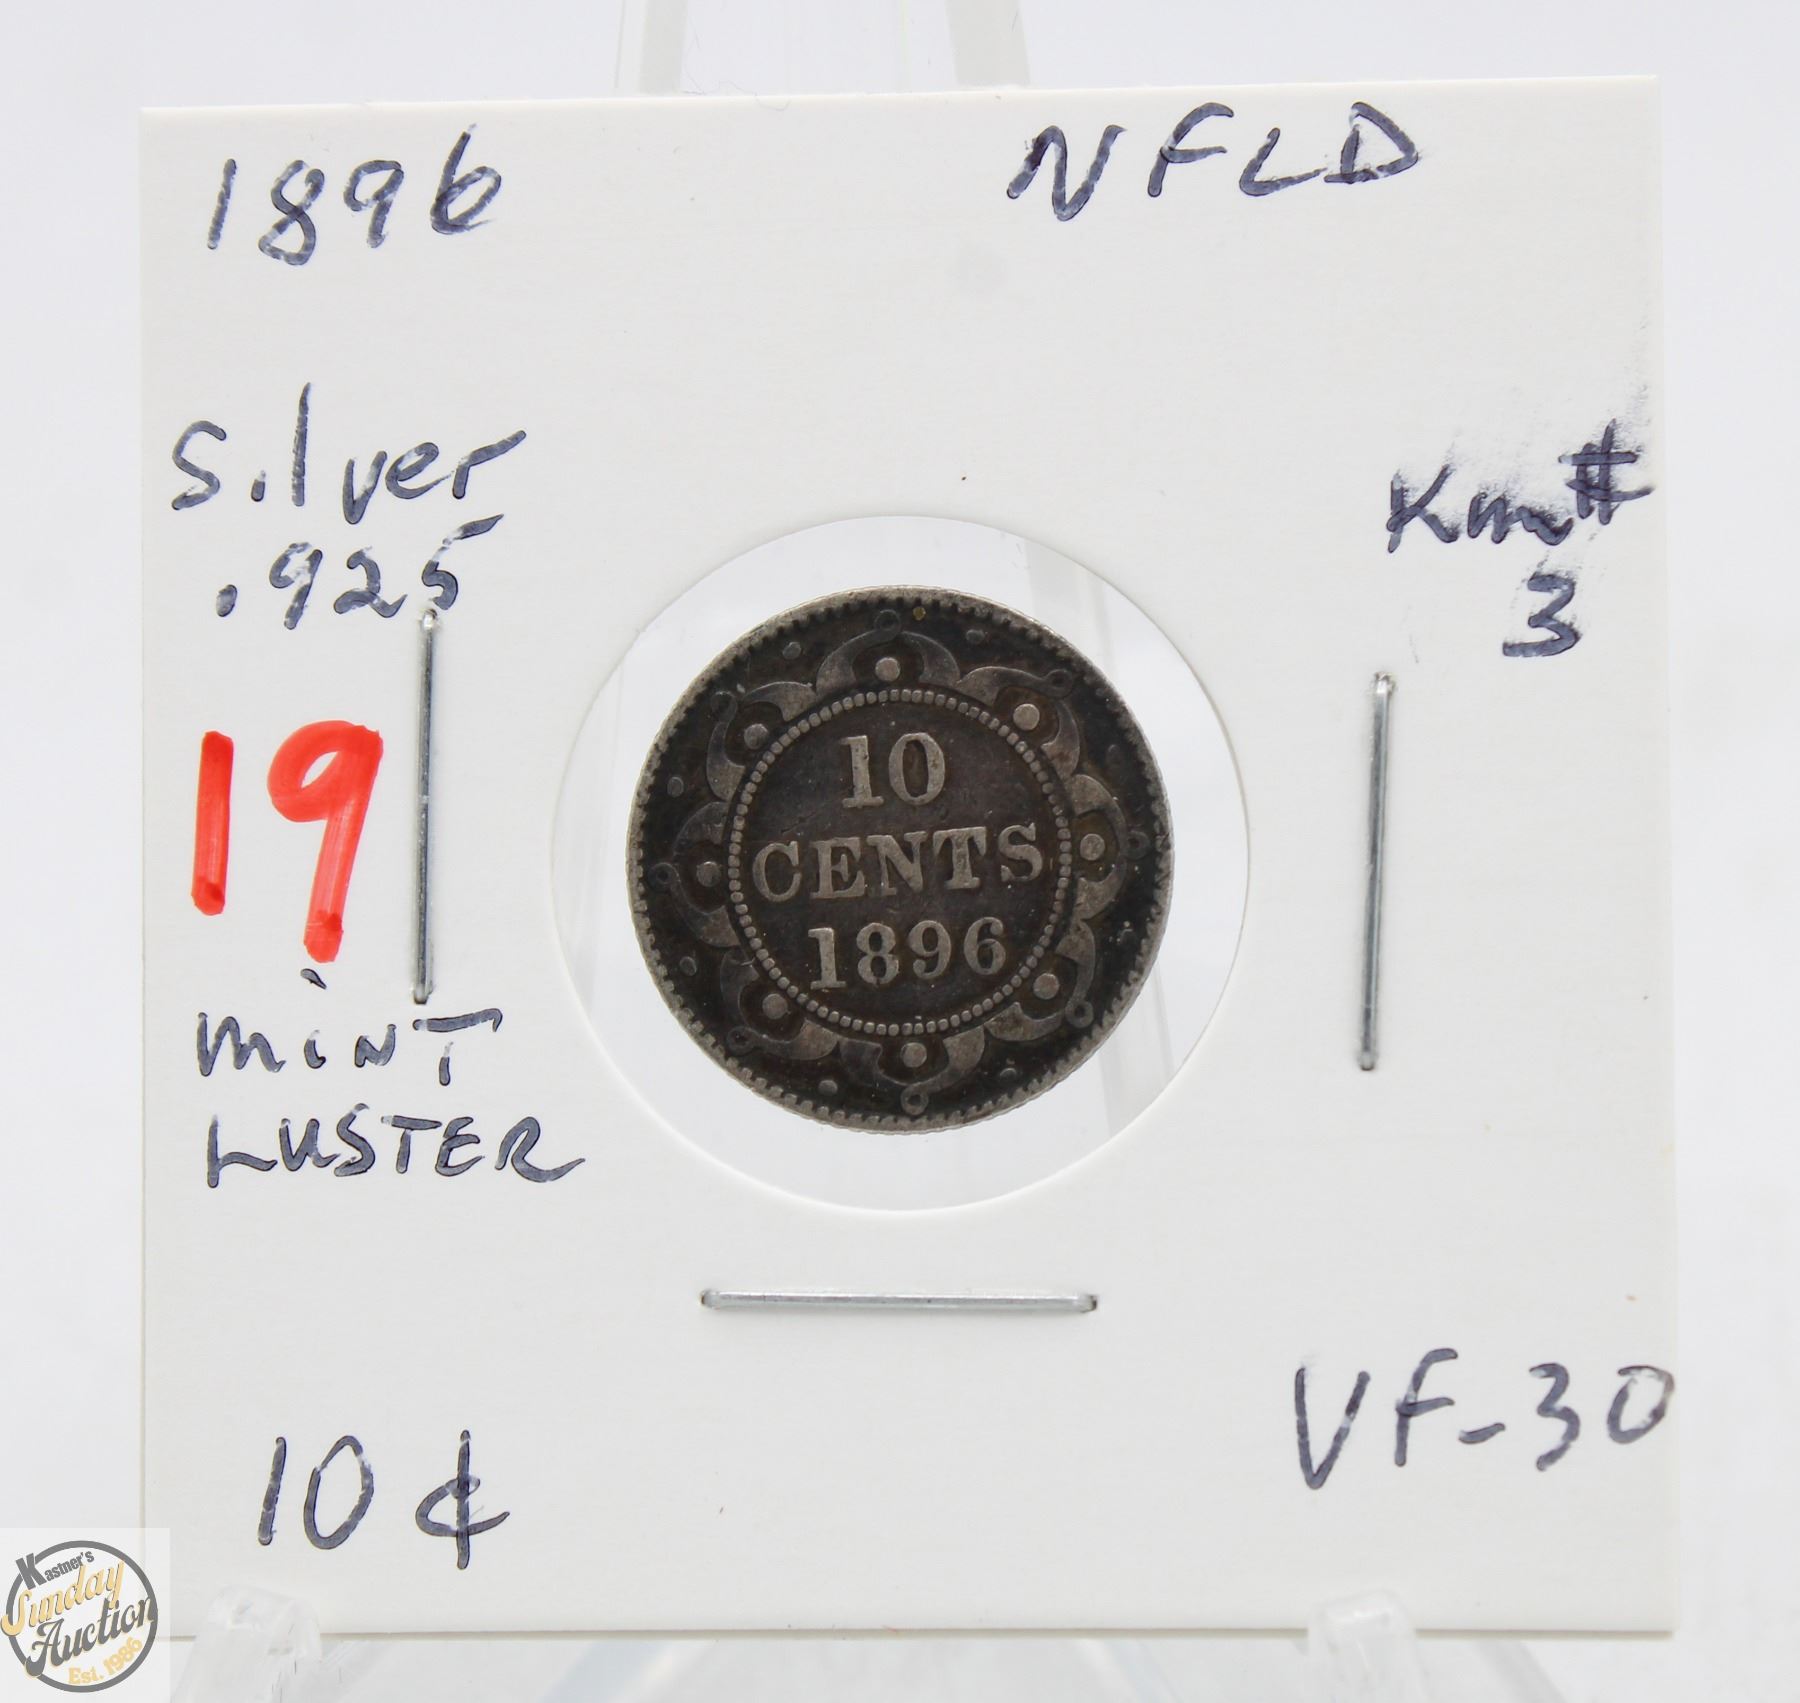 1896
NFLD
Silver
.925
Km#
3
19
10
CENTS
1896
MINT
LUSTER
VF-30
10¢
Kastner's
Sunday
Auction
Est. 1986